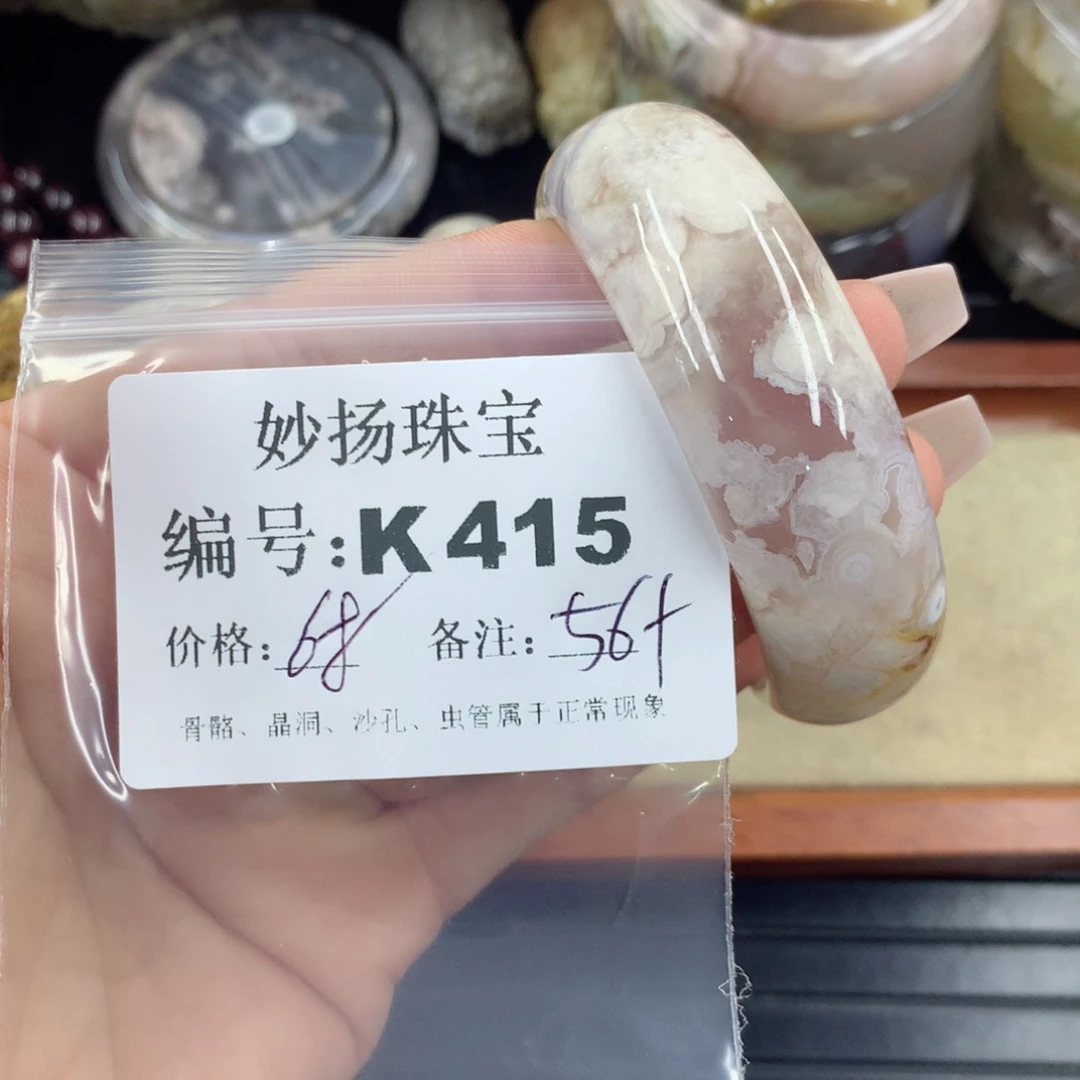 妙扬珠宝
编号:K415
价格:68 备注:56+
骨骼、晶洞、沙孔、虫管属于正常现象